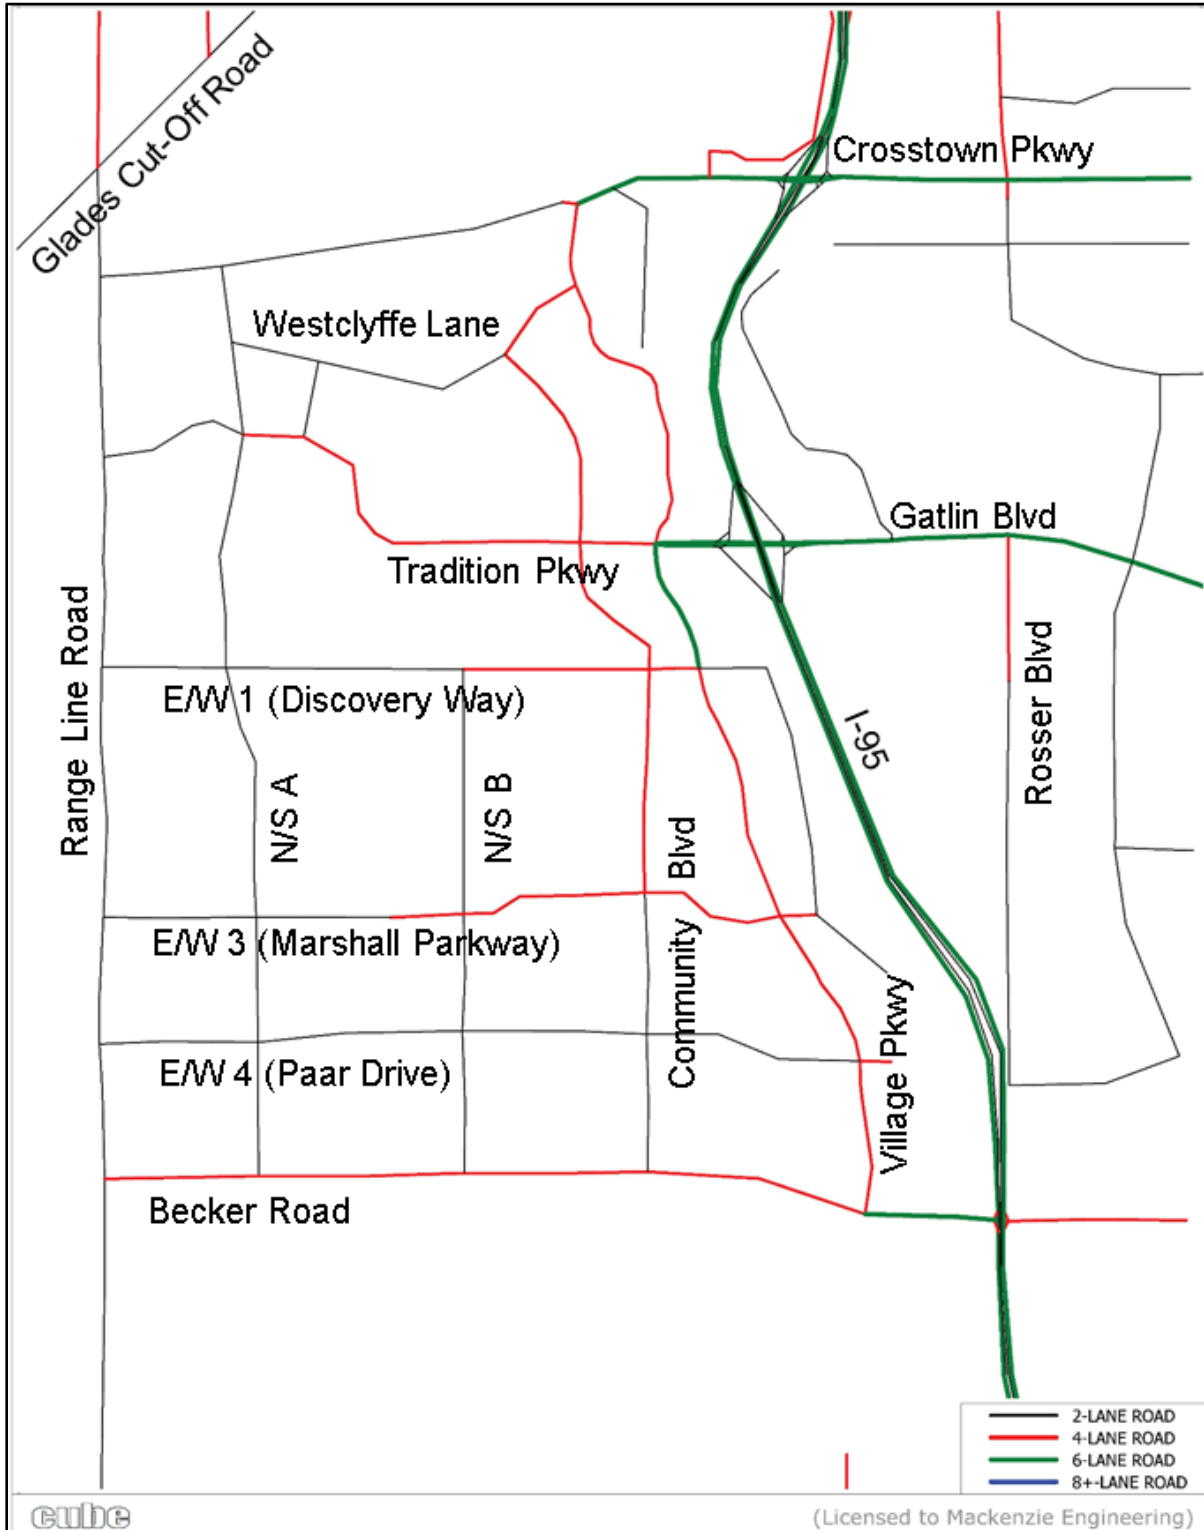 Glades Cut-Off Road
Crosstown Pkwy
Westclyffe Lane
Gatlin Blvd
Tradition Pkwy
Range Line Road
E/W 1 (Discovery Way)
Rosser Blvd
I-95
N/S A
N/S B
Community Blvd
E/W 3 (Marshall Parkway)
Village Pkwy
E/W 4 (Paar Drive)
Becker Road
2-LANE ROAD
4-LANE ROAD
6-LANE ROAD
8+-LANE ROAD
cube
(Licensed to Mackenzie Engineering)